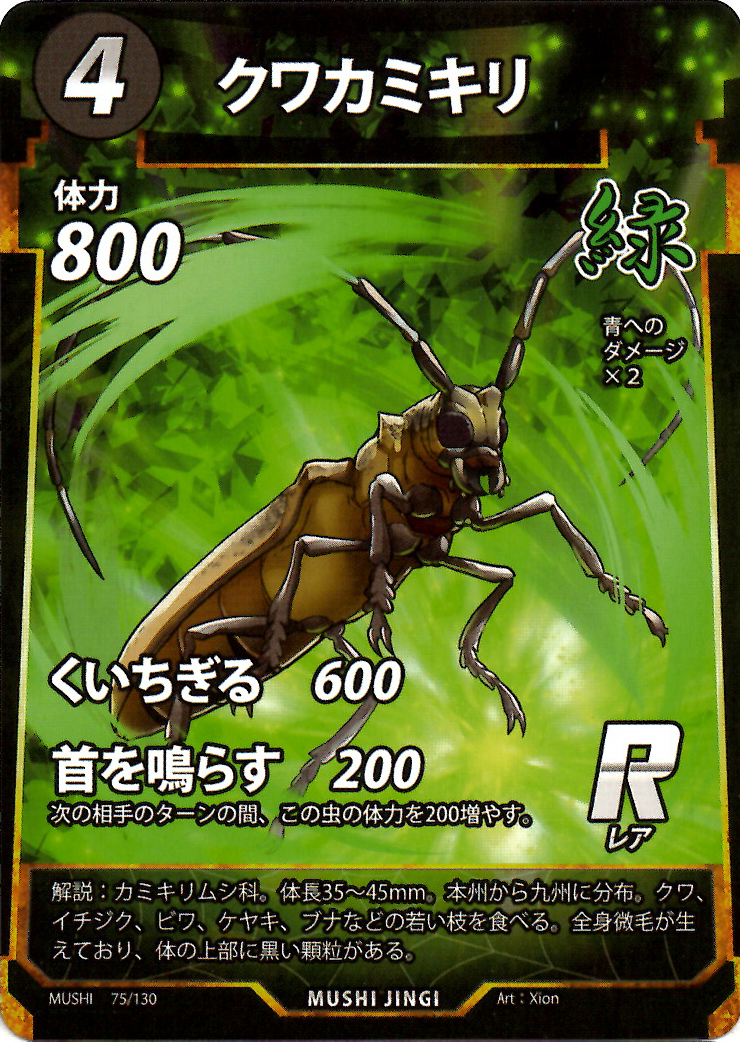 4
クワカミキリ
体力
800
緑
青への
ダメージ
×2
くいちぎる 600
首を鳴らす 200
次の相手のターンの間、この虫の体力を200増やす。
R
レア
解説：カミキリムシ科。体長35〜45mm。本州から九州に分布。クワ、
イチジク、ビワ、ケヤキ、ブナなどの若い枝を食べる。全身微毛が生
えており、体の上部に黒い顆粒がある。
MUSHI 75/130
MUSHI JINGI
Art：Xion